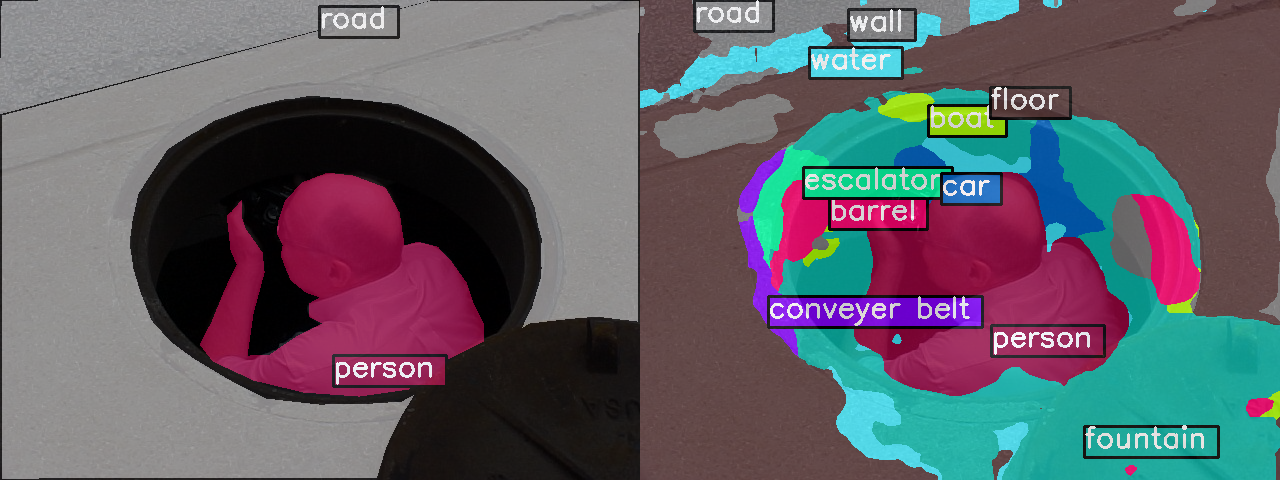 road
person
road
wall
water
floor
boat
escalator
car
barrel
conveyer belt
person
fountain